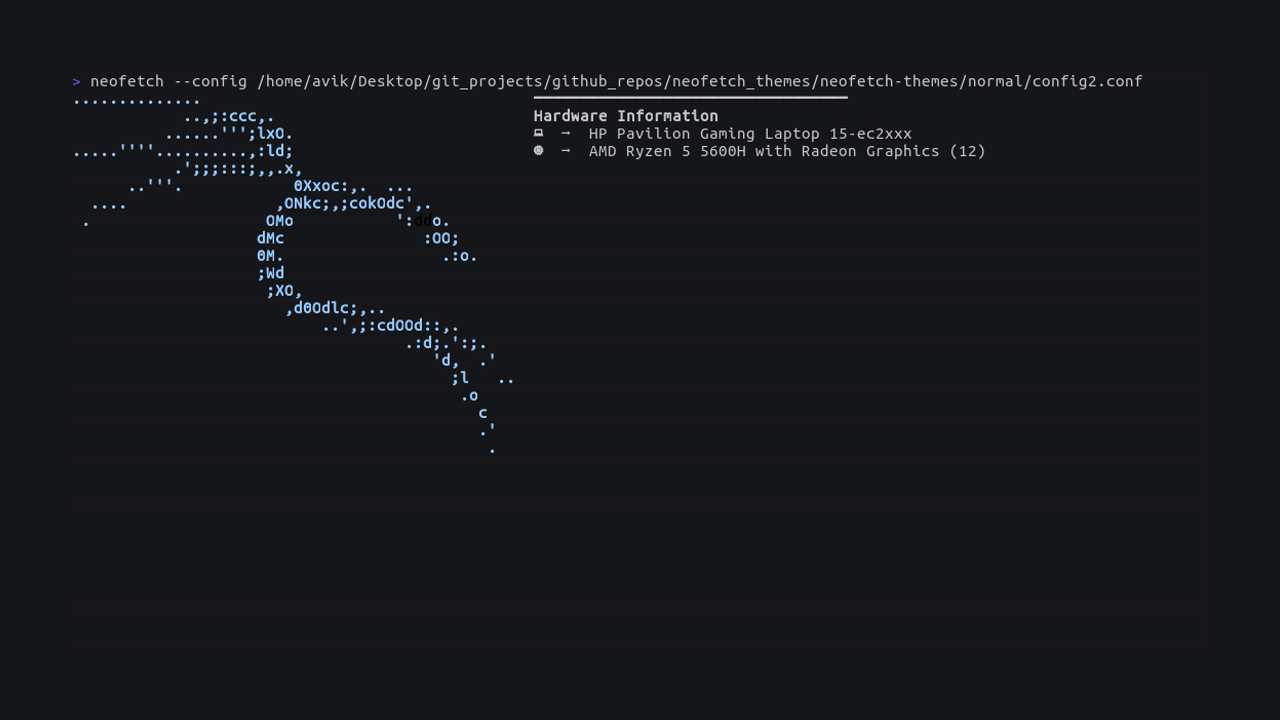 > neofetch --config /home/avik/Desktop/git_projects/github_repos/neofetch_themes/neofetch-themes/normal/config2.conf
..............
            ..,;:ccc,.
          ......''';lxO.
.....''''..........,:ld;
           .';;;:::;,,.x,
      ..'''.            0Xxoc:,.  ...
  ....                ,ONkc;,;cokOdc',.
 .                   OMo           ':ddo.
                    dMc               :OO;
                    0M.                 .:o.
                    ;Wd
                     ;XO,
                       ,d0Odlc;,..
                           ..',;:cdOOd::,.
                                    .:d;.':;.
                                       'd,  .'
                                         ;l   ..
                                          .o
                                            c
                                            .'
                                             .
Hardware Information
→ HP Pavilion Gaming Laptop 15-ec2xxx
→ AMD Ryzen 5 5600H with Radeon Graphics (12)